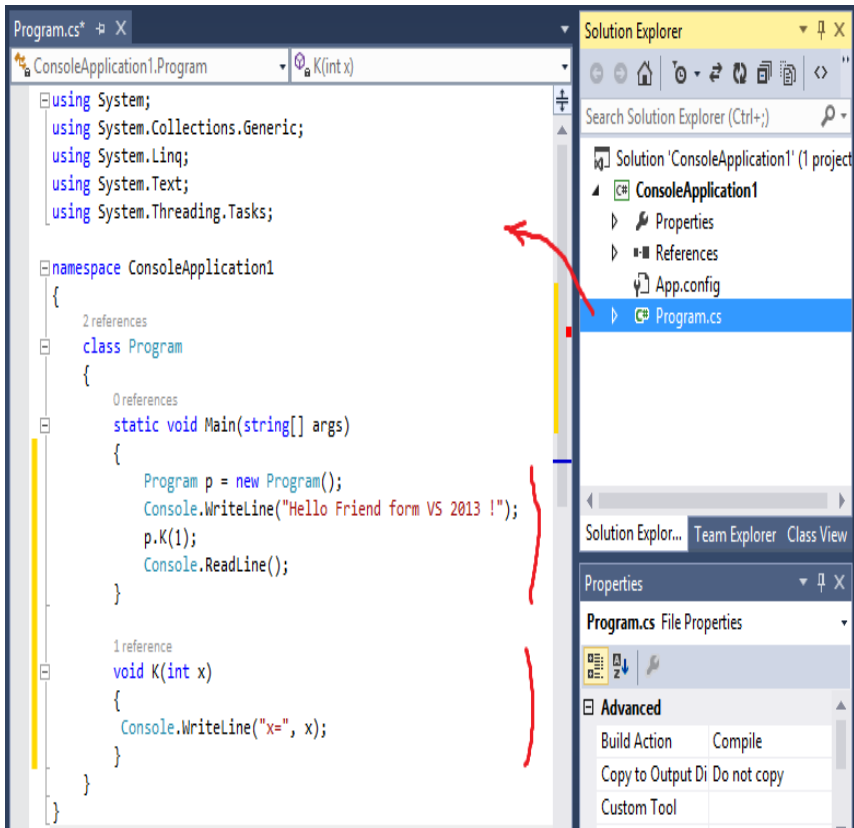 Program.cs*
ConsoleApplication1.Program
K(int x)
using System;
using System.Collections.Generic;
using System.Linq;
using System.Text;
using System.Threading.Tasks;
namespace ConsoleApplication1
{
2 references
class Program
{
0 references
static void Main(string[] args)
{
Program p = new Program();
Console.WriteLine("Hello Friend form VS 2013 !");
p.K(1);
Console.ReadLine();
}
1 reference
void K(int x)
{
Console.WriteLine("x=", x);
}
}
}
Solution Explorer
Search Solution Explorer (Ctrl+;)
Solution 'ConsoleApplication1' (1 project
ConsoleApplication1
Properties
References
App.config
Program.cs
Solution Explor... Team Explorer Class View
Properties
Program.cs File Properties
Advanced
Build Action Compile
Copy to Output Di Do not copy
Custom Tool